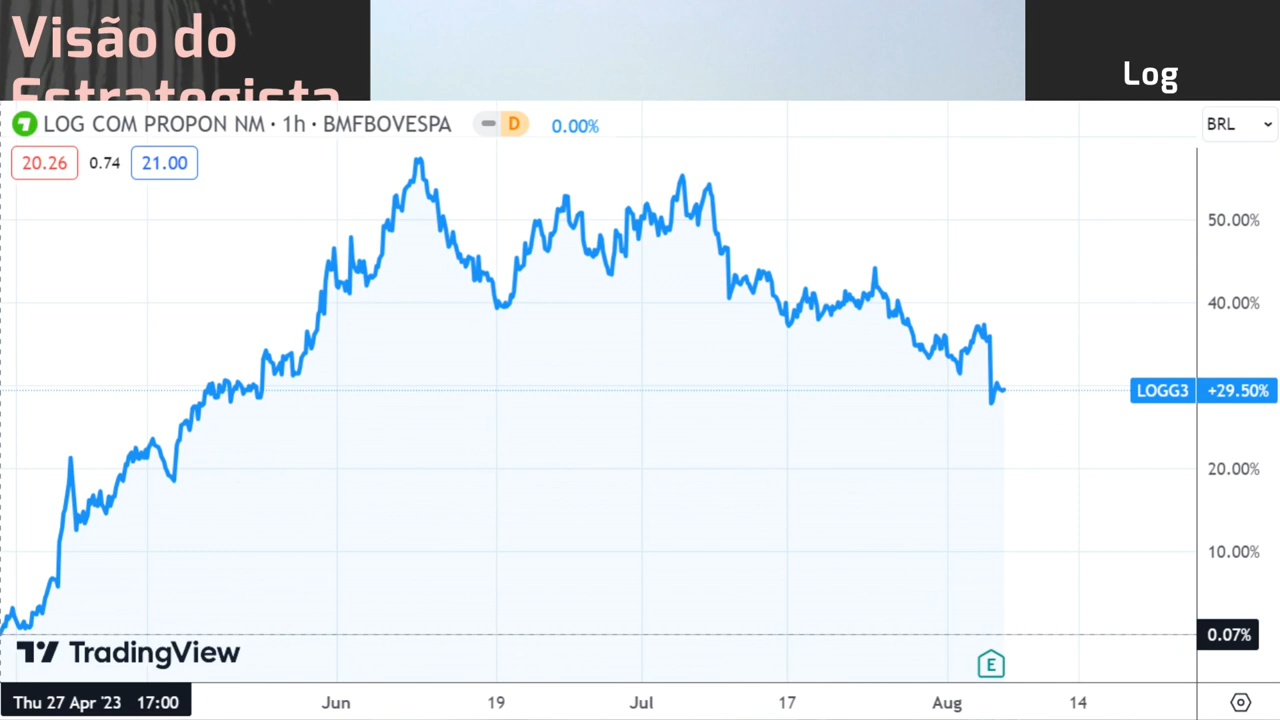 Visão do
Estrategista
Log
LOG COM PROPON NM · 1h · BMFBOVESPA
D
0.00%
BRL
20.26
0.74
21.00
50.00%
40.00%
LOGG3
+29.50%
20.00%
10.00%
0.07%
TradingView
E
Thu 27 Apr '23 17:00
Jun
19
Jul
17
Aug
14